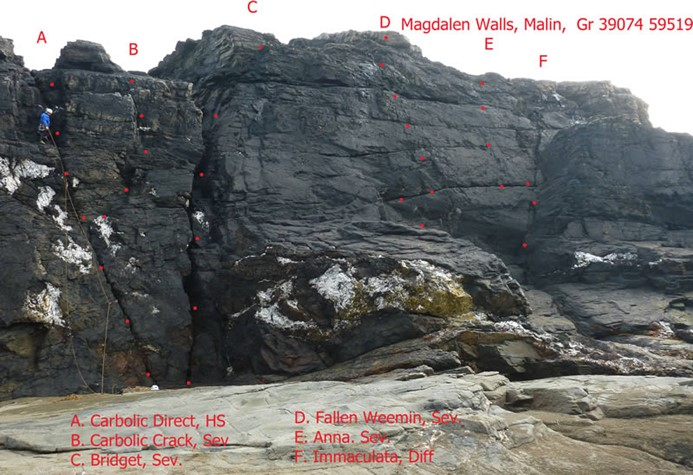 C
D Magdalen Walls, Malin, Gr 39074 59519
A
B
E
F
A. Carbolic Direct, HS
B. Carbolic Crack, Sev
C. Bridget, Sev.
D. Fallen Weemin, Sev.
E. Anna. Sev.
F. Immaculata, Diff